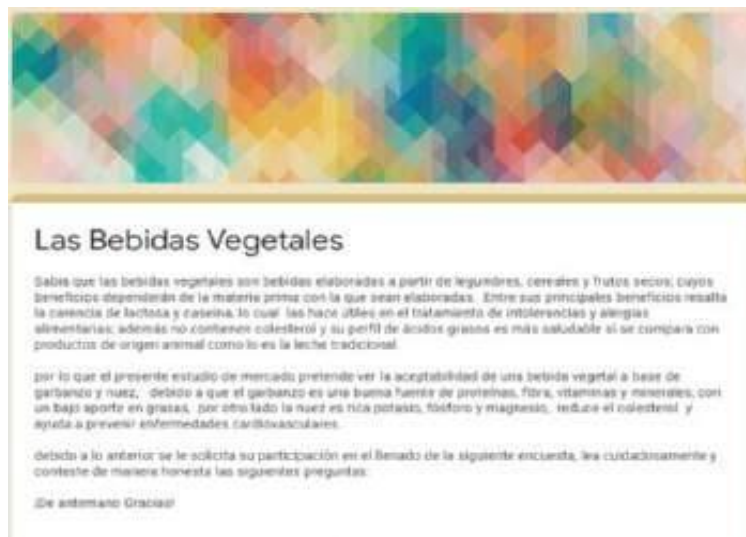 Las Bebidas Vegetales
Sabia que las bebidas vegetales son bebidas elaboradas a partir de legumbres, cereales y frutos secos; cuyos
beneficios dependerán de la materia prima con la que sean elaboradas. Entre sus principales beneficios resalta
la carencia de lactosa y caseína, lo cual las hace útiles en el tratamiento de intolerancias y alergias
alimentarias; además no contienen colesterol y su perfil de ácidos grasos es más saludable si se compara con
productos de origen animal como lo es la leche tradicional.
por lo que el presente estudio de mercado pretende ver la aceptabilidad de una bebida vegetal a base de
garbanzo y nuez, debido a que el garbanzo es una buena fuente de proteínas, fibra, vitaminas y minerales, con
un bajo aporte en grasas, por otro lado la nuez es rica potasio, fósforo y magnesio, reduce el colesterol y
ayuda a prevenir enfermedades cardiovasculares.
debido a lo anterior se le solicita su participación en el llenado de la siguiente encuesta, lea cuidadosamente y
conteste de manera honesta las siguientes preguntas:
¡De antemano Gracias!